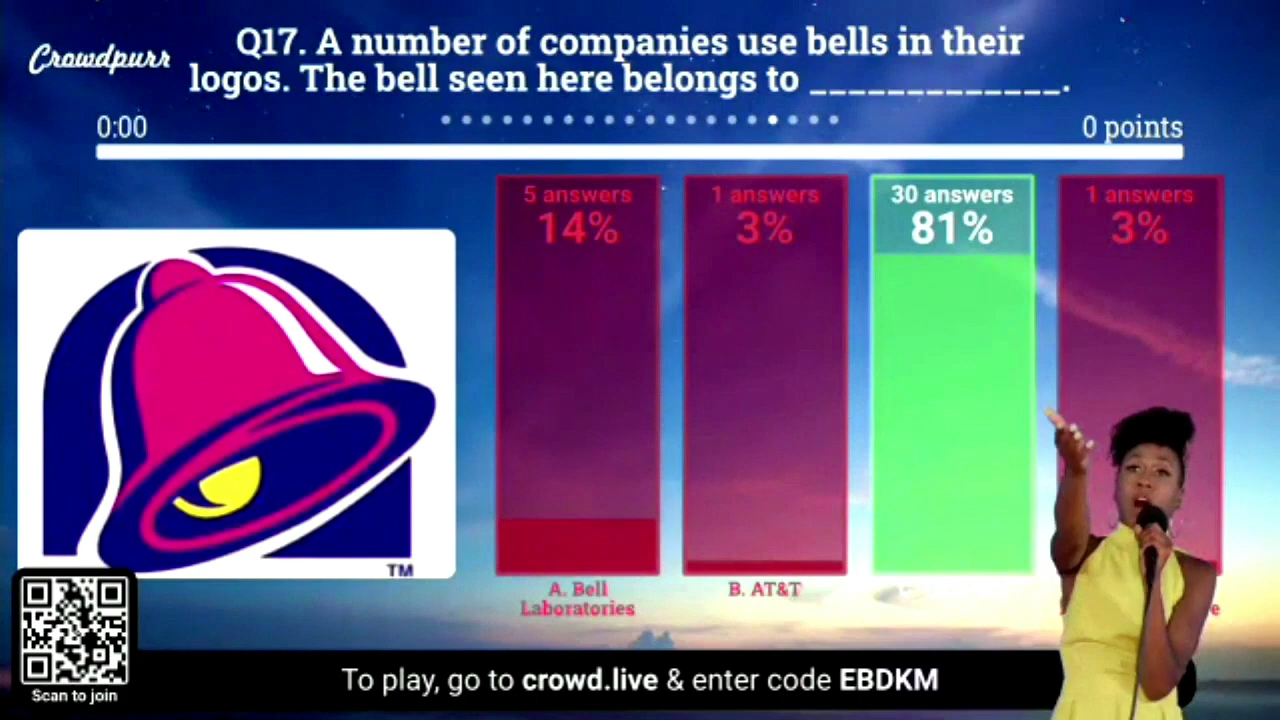 Crowdpurr
Q17. A number of companies use bells in their
logos. The bell seen here belongs to _____________.
0:00
0 points
5 answers
14%
1 answers
3%
30 answers
81%
1 answers
3%
TM
A. Bell
Laboratories
B. AT&T
Scan to join
To play, go to crowd.live & enter code EBDKM